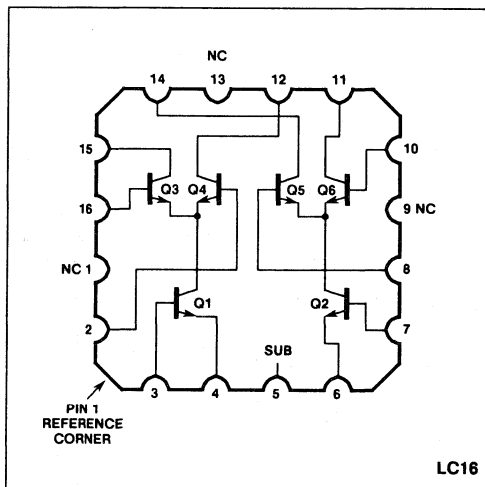 NC
14 13 12 11
15 10
Q3 Q4 Q5 Q6
16 9 NC
NC 1 8
Q1 Q2
2 7
SUB
3 4 5 6
PIN 1
REFERENCE
CORNER
LC16